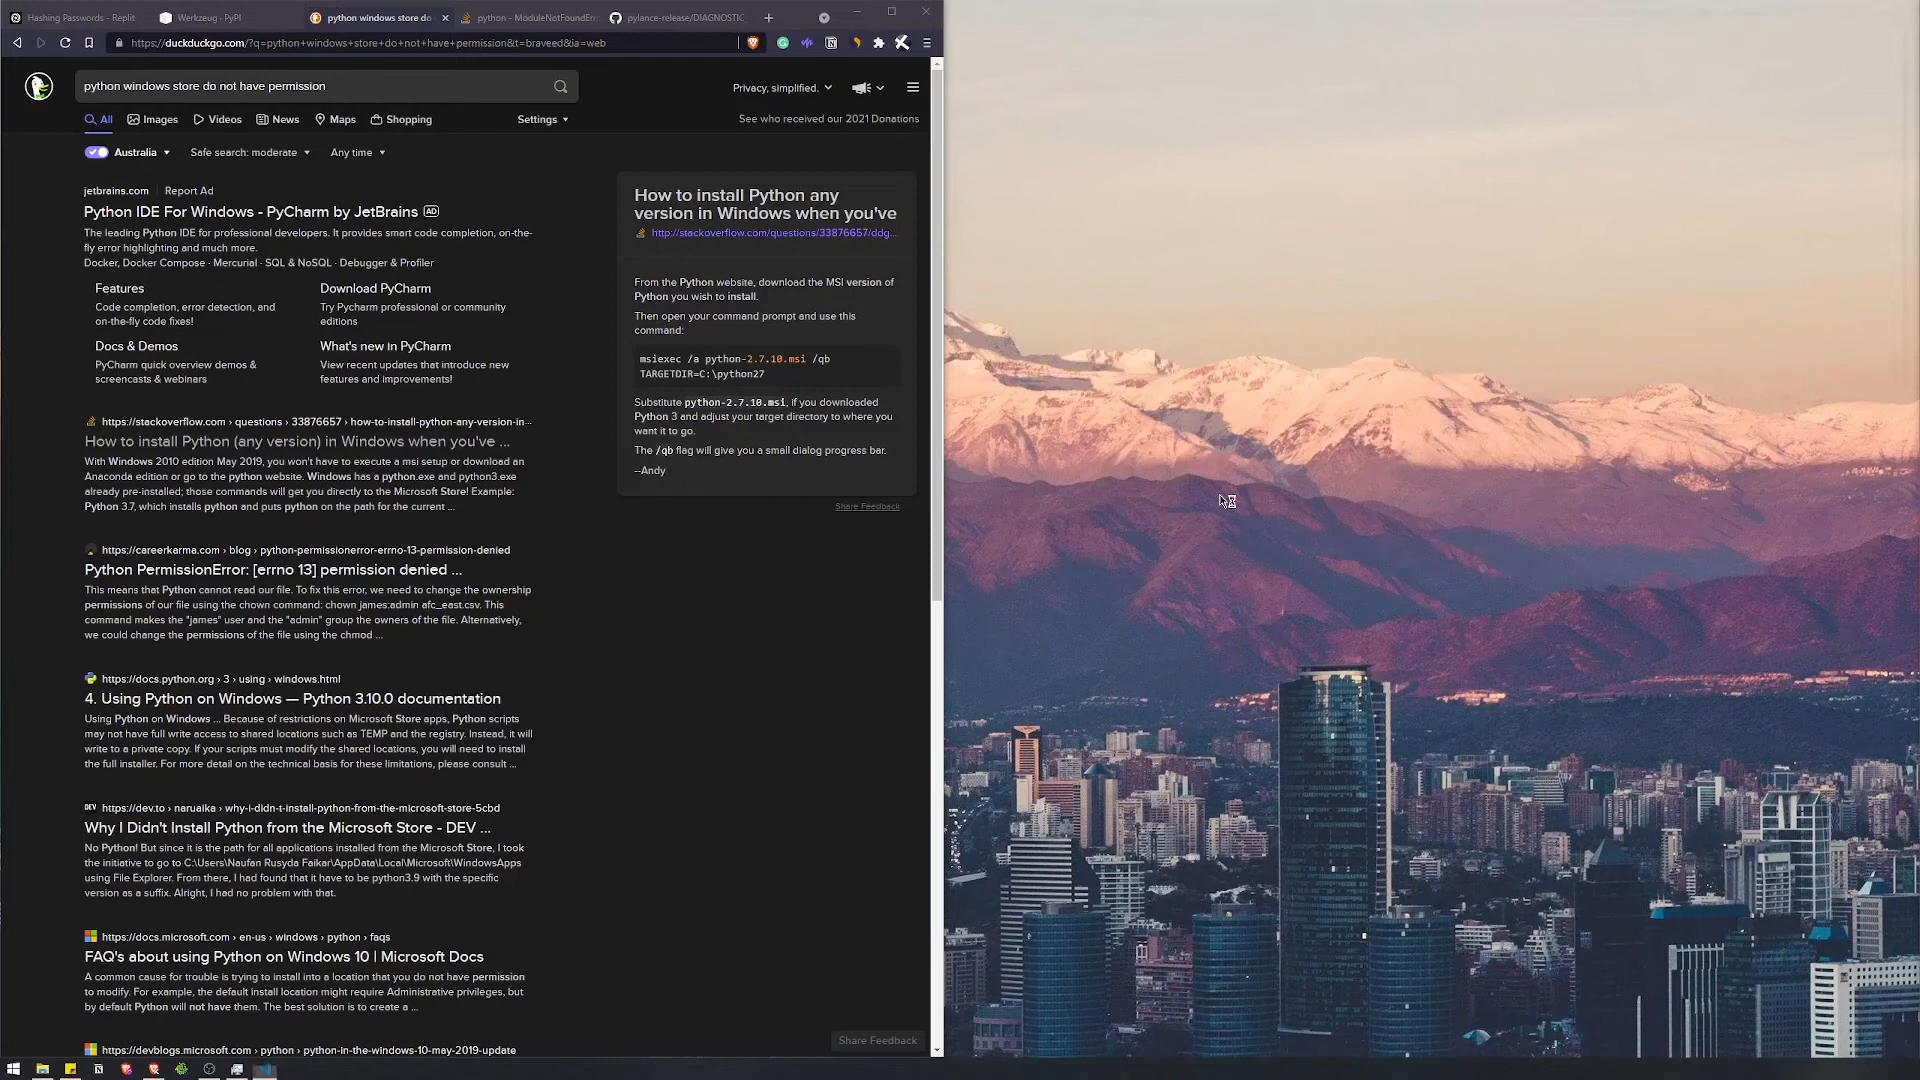 Hashing Passwords - Replit
Werkzeug · PyPI
python windows store do
python - ModuleNotFoundErr
pylance-release/DIAGNOSTIC
https://duckduckgo.com/?q=python+windows+store+do+not+have+permission&t=braveed&ia=web
python windows store do not have permission
Privacy, simplified.
All
Images
Videos
News
Maps
Shopping
Settings
See who received our 2021 Donations
Australia
Safe search: moderate
Any time
jetbrains.com
Report Ad
Python IDE For Windows - PyCharm by JetBrains AD
The leading Python IDE for professional developers. It provides smart code completion, on-the-
fly error highlighting and much more.
Docker, Docker Compose · Mercurial · SQL & NoSQL · Debugger & Profiler
Features
Code completion, error detection, and
on-the-fly code fixes!
Download PyCharm
Try Pycharm professional or community
editions
Docs & Demos
PyCharm quick overview demos &
screencasts & webinars
What's new in PyCharm
View recent updates that introduce new
features and improvements!
https://stackoverflow.com › questions › 33876657 › how-to-install-python-any-version-in-...
How to install Python (any version) in Windows when you've ...
With Windows 2010 edition May 2019, you won't have to execute a msi setup or download an
Anaconda edition or go to the python website. Windows has a python.exe and python3.exe
already pre-installed; those commands will get you directly to the Microsoft Store! Example:
Python 3.7, which installs python and puts python on the path for the current ...
https://careerkarma.com › blog › python-permissionerror-errno-13-permission-denied
Python PermissionError: [errno 13] permission denied ...
This means that Python cannot read our file. To fix this error, we need to change the ownership
permissions of our file using the chown command: chown james:admin afc_east.csv. This
command makes the "james" user and the "admin" group the owners of the file. Alternatively,
we could change the permissions of the file using the chmod ...
https://docs.python.org › 3 › using › windows.html
4. Using Python on Windows — Python 3.10.0 documentation
Using Python on Windows ... Because of restrictions on Microsoft Store apps, Python scripts
may not have full write access to shared locations such as TEMP and the registry. Instead, it will
write to a private copy. If your scripts must modify the shared locations, you will need to install
the full installer. For more detail on the technical basis for these limitations, please consult ...
DEV https://dev.to › naruaika › why-i-didn-t-install-python-from-the-microsoft-store-5cbd
Why I Didn't Install Python from the Microsoft Store - DEV ...
No Python! But since it is the path for all applications installed from the Microsoft Store, I took
the initiative to go to C:\Users\Naufan Rusyda Faikar\AppData\Local\Microsoft\WindowsApps
using File Explorer. From there, I had found that it have to be python3.9 with the specific
version as a suffix. Alright, I had no problem with that.
https://docs.microsoft.com › en-us › windows › python › faqs
FAQ's about using Python on Windows 10 | Microsoft Docs
A common cause for trouble is trying to install into a location that you do not have permission
to modify. For example, the default install location might require Administrative privileges, but
by default Python will not have them. The best solution is to create a ...
https://devblogs.microsoft.com › python › python-in-the-windows-10-may-2019-update
How to install Python any
version in Windows when you've
http://stackoverflow.com/questions/33876657/ddg...
From the Python website, download the MSI version of
Python you wish to install.
Then open your command prompt and use this
command:
msiexec /a python-2.7.10.msi /qb
TARGETDIR=C:\python27
Substitute python-2.7.10.msi, if you downloaded
Python 3 and adjust your target directory to where you
want it to go.
The /qb flag will give you a small dialog progress bar.
--Andy
Share Feedback
Share Feedback